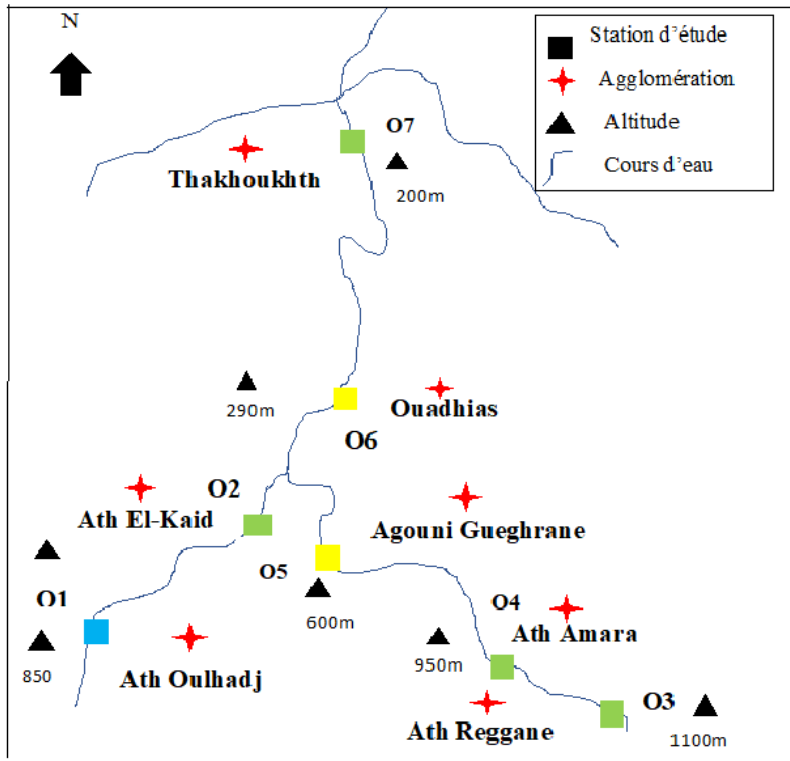 N
Station d'étude
Agglomération
Altitude
Cours d'eau
O7
Thakhoukhth
200m
290m
Ouadhias
O6
O2
Ath El-Kaid
Agouni Gueghrane
O5
O1
600m
O4
Ath Amara
850
Ath Oulhadj
950m
O3
Ath Reggane
1100m